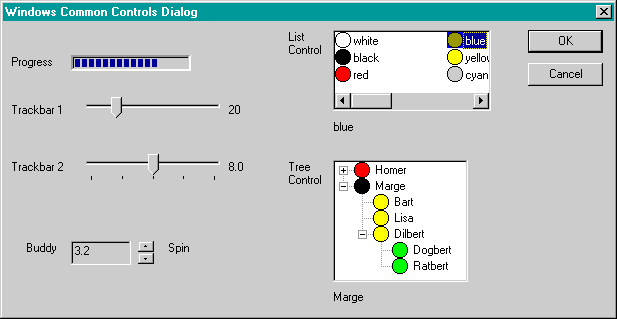 Windows Common Controls Dialog
Progress
Trackbar 1
20
Trackbar 2
8.0
Buddy
3.2
Spin
List
Control
white
black
red
blue
yellow
cyan
blue
Tree
Control
Homer
Marge
Bart
Lisa
Dilbert
Dogbert
Ratbert
Marge
OK
Cancel